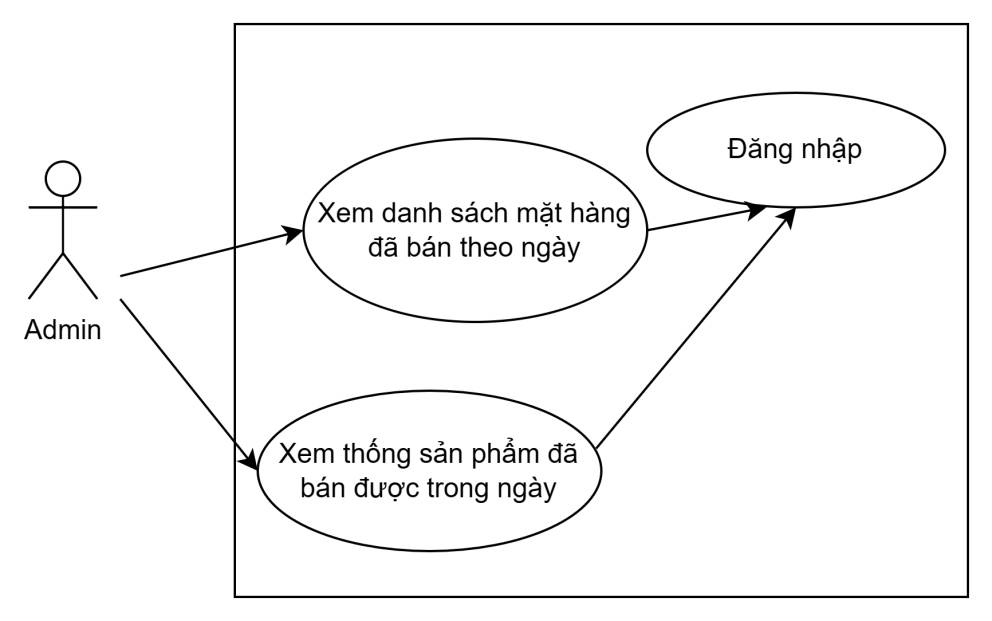 Đăng nhập
Xem danh sách mặt hàng
đã bán theo ngày
Admin
Xem thống sản phẩm đã
bán được trong ngày